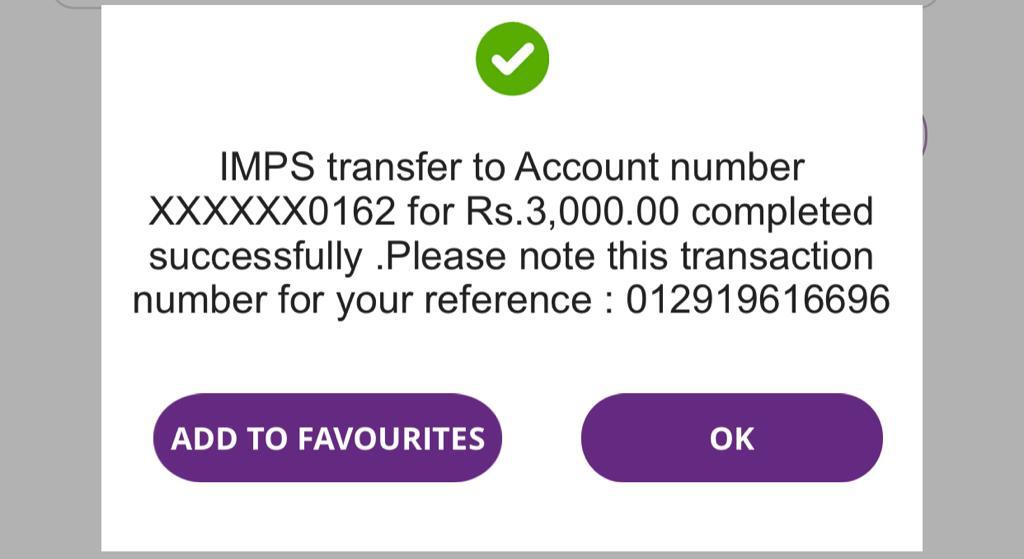 IMPS transfer to Account number
XXXXXX0162 for Rs.3,000.00 completed
successfully .Please note this transaction
number for your reference : 012919616696
ADD TO FAVOURITES
OK